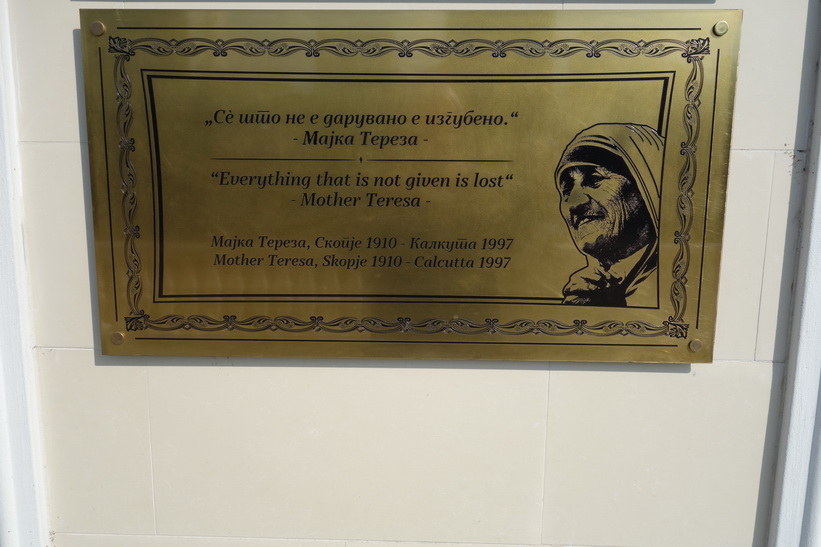 „Сѐ што не е дарувано е изгубено.“
- Мајка Тереза -
“Everything that is not given is lost“
- Mother Teresa -
Мајка Тереза, Скопје 1910 - Калкута 1997
Mother Teresa, Skopje 1910 - Calcutta 1997